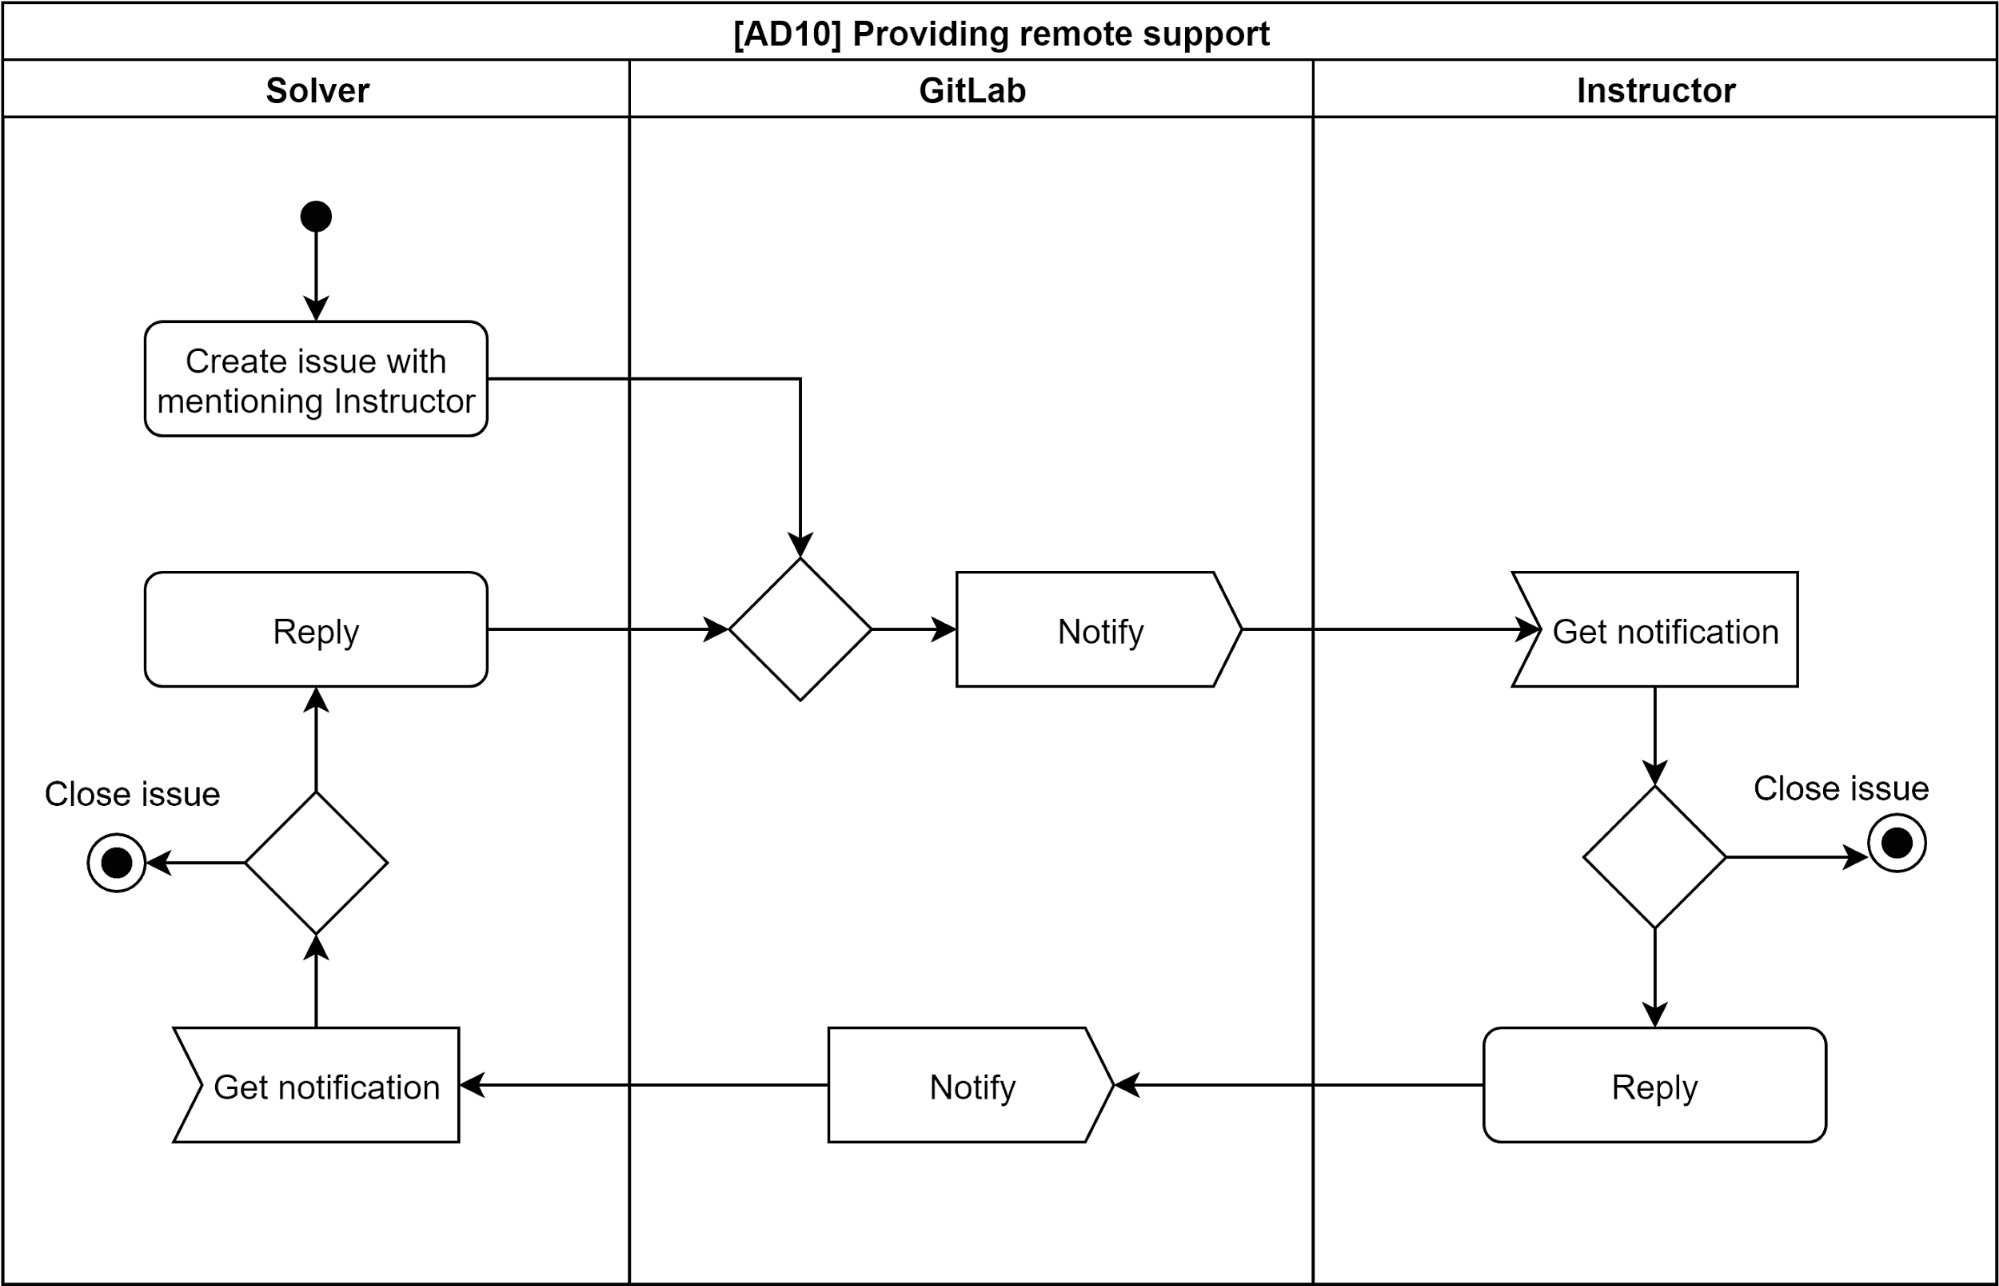 [AD10] Providing remote support
Solver
GitLab
Instructor
Create issue with
mentioning Instructor
Reply
Notify
Get notification
Close issue
Close issue
Get notification
Notify
Reply